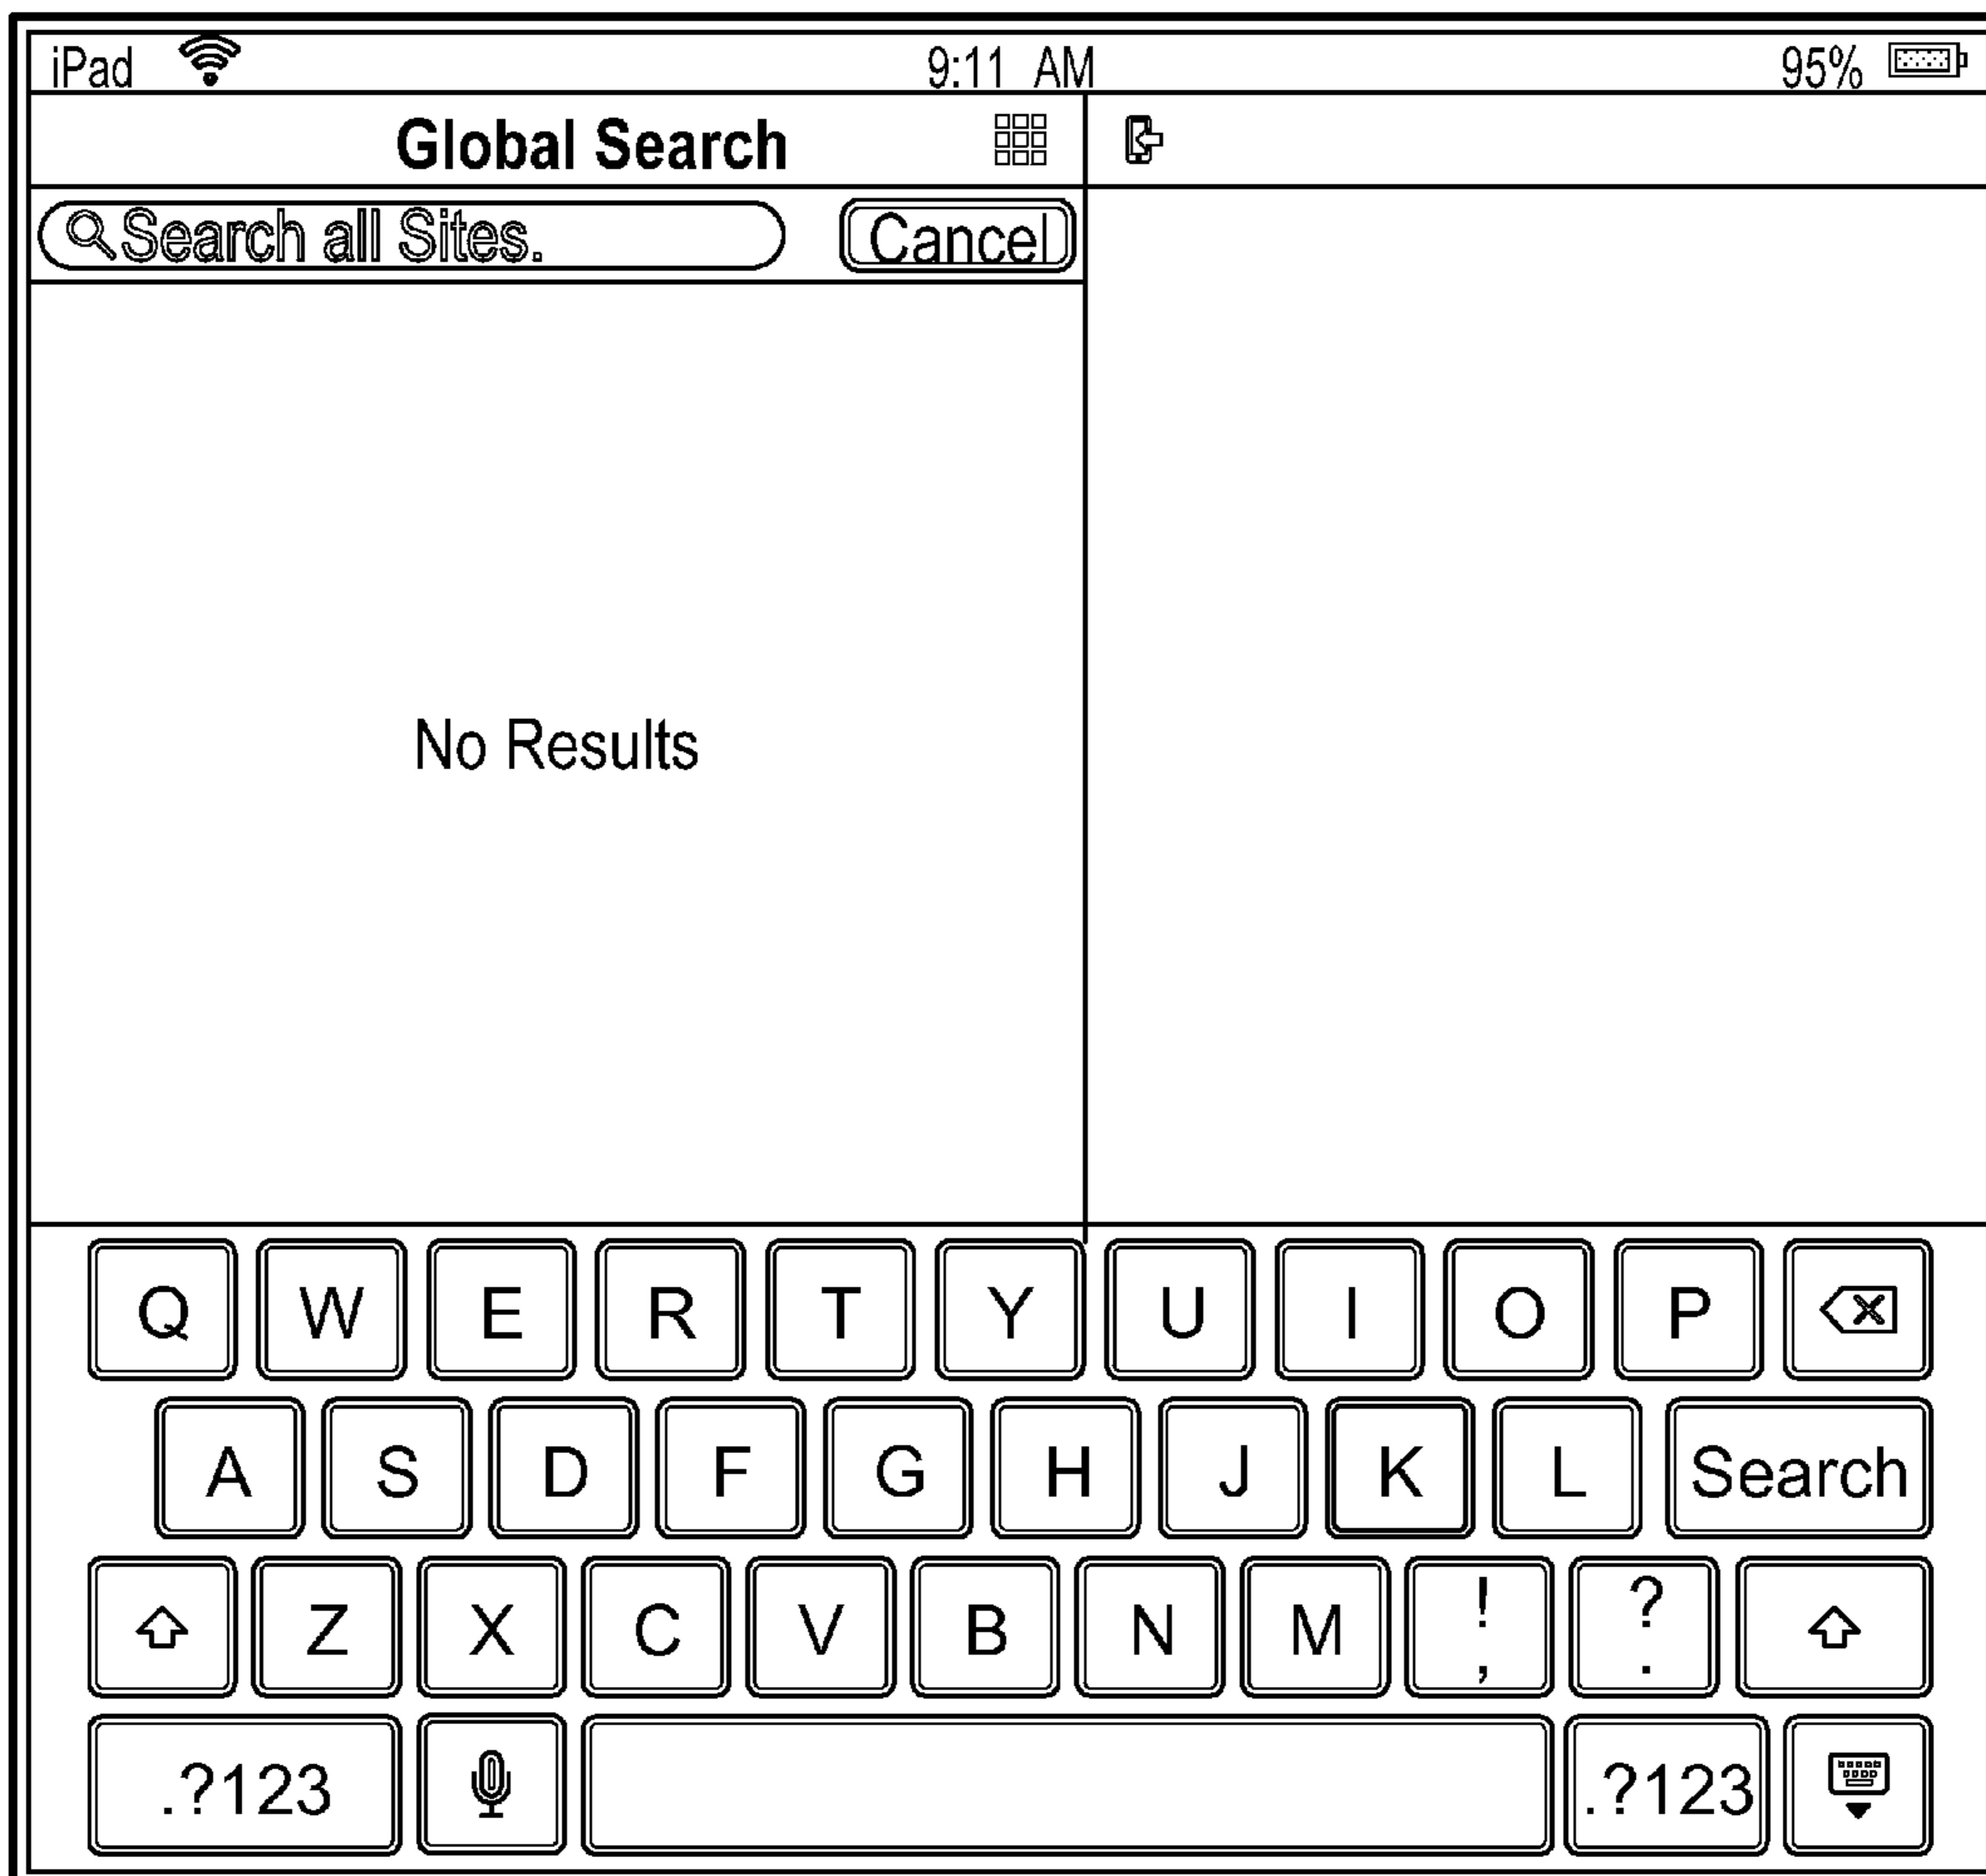 iPad 9:11 AM 95%
Global Search
Search all Sites. Cancel
No Results
Q W E R T Y U I O P
A S D F G H J K L Search
Z X C V B N M ! , ? .
.?123 .?123